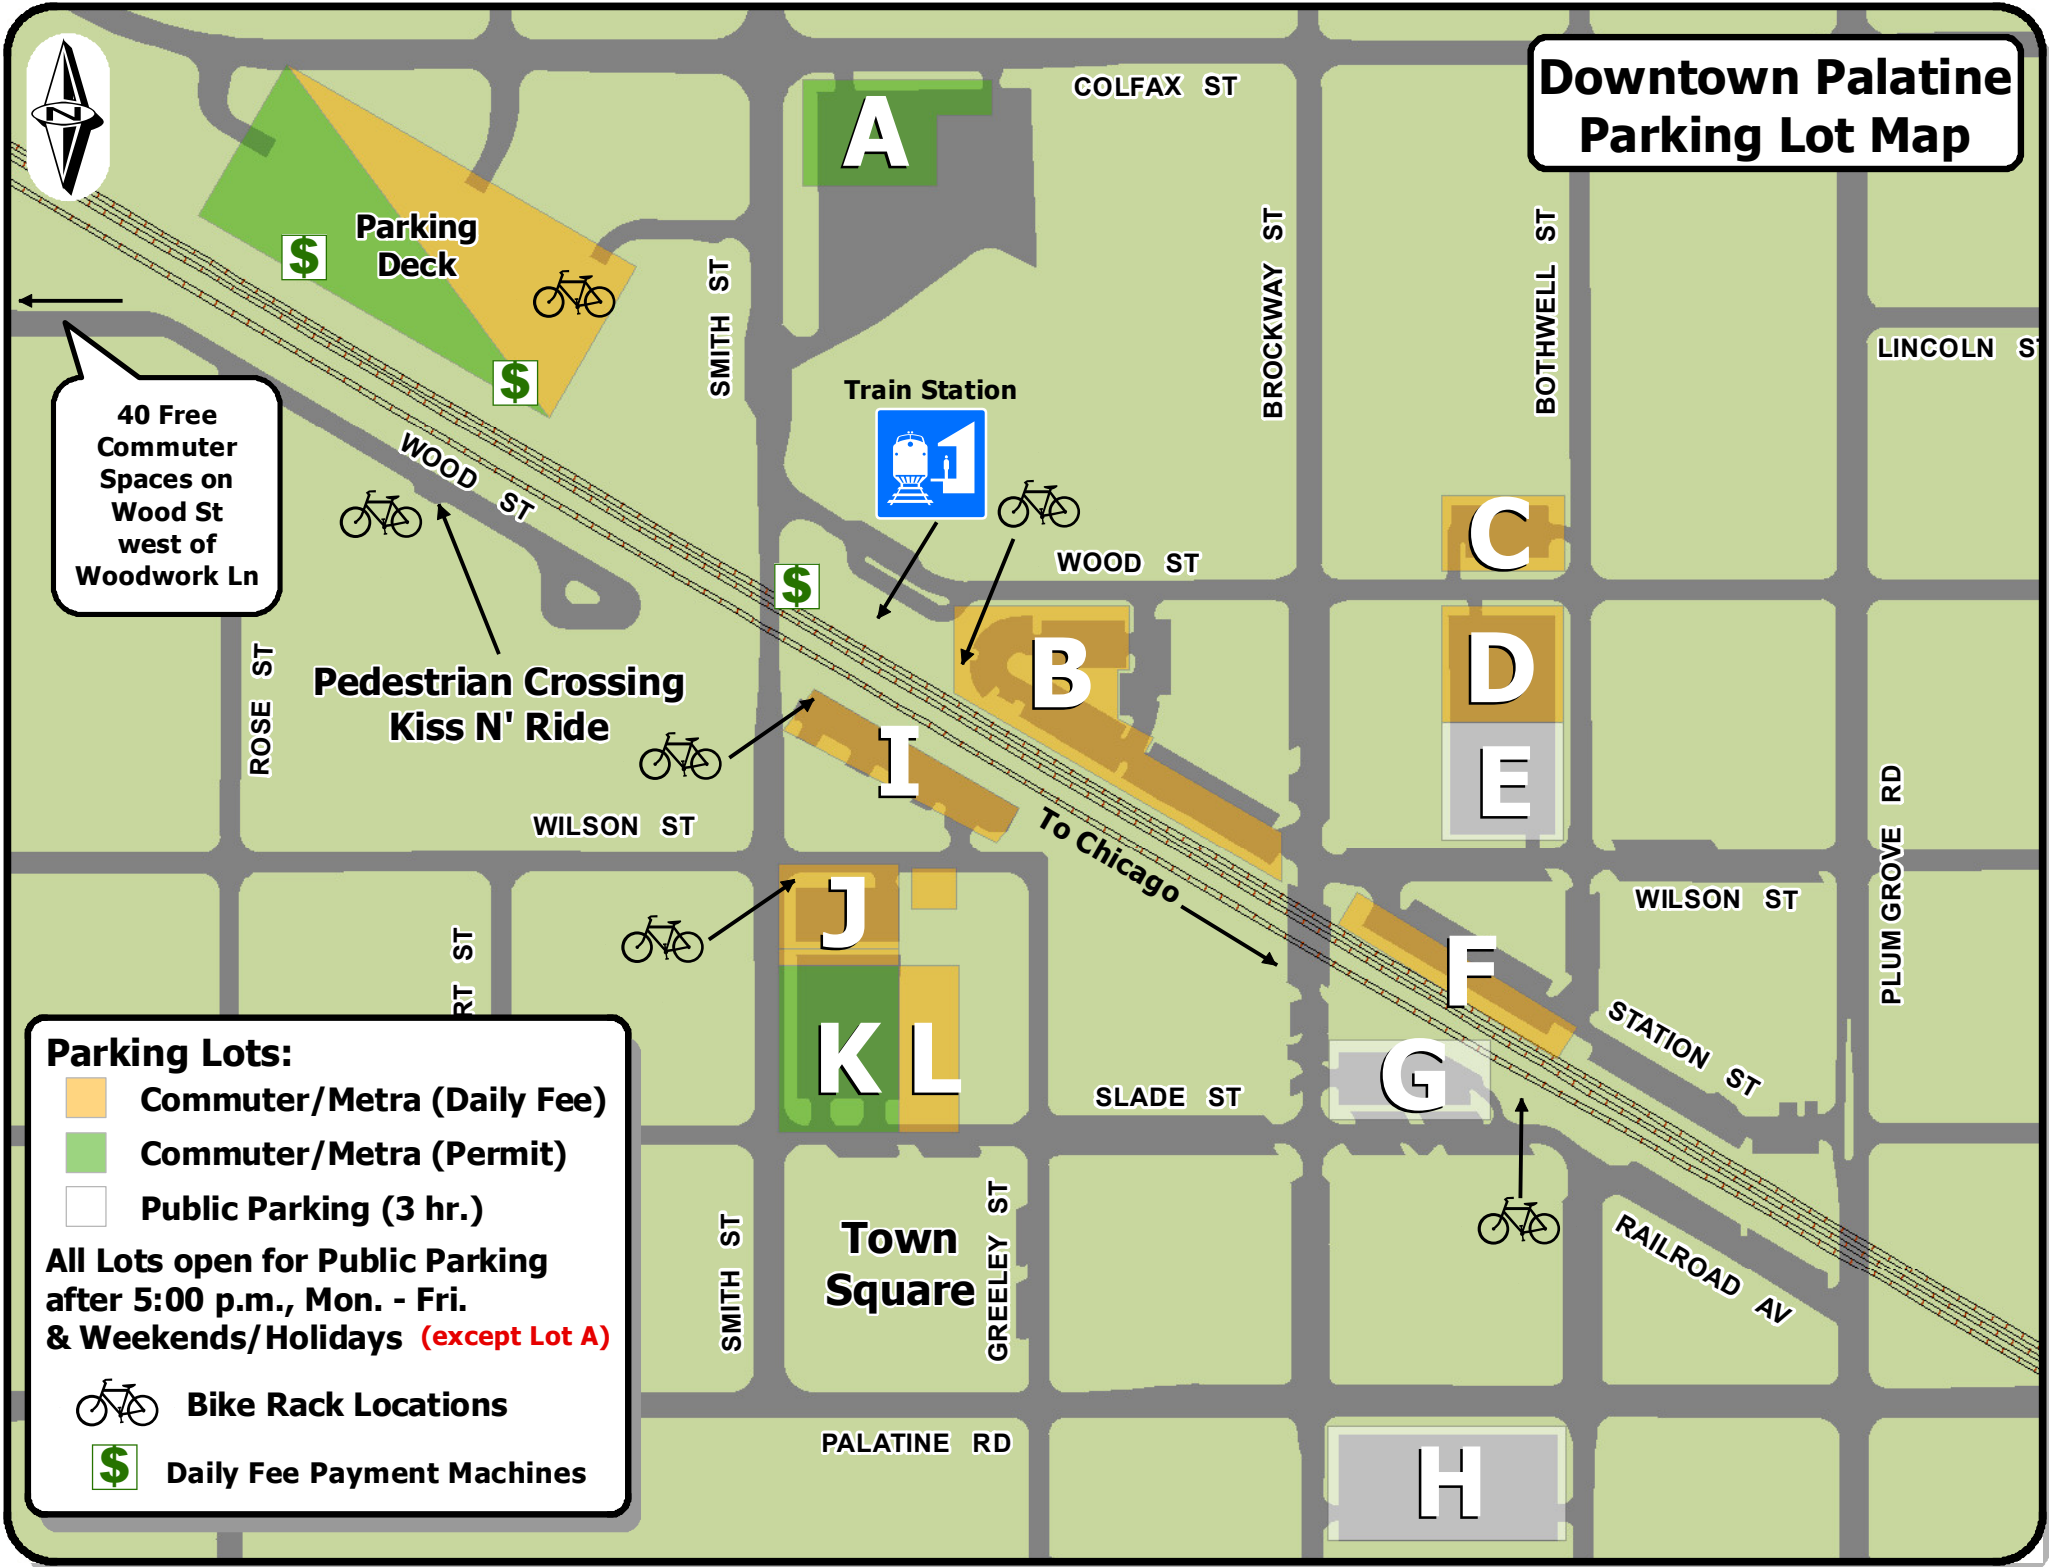 Downtown Palatine
Parking Lot Map
N
COLFAX ST
A
Parking
Deck
$
$
SMITH ST
BROCKWAY ST
BOTHWELL ST
LINCOLN S
40 Free
Commuter
Spaces on
Wood St
west of
Woodwork Ln
WOOD ST
Train Station
WOOD ST
$
C
B
D
E
I
Pedestrian Crossing
Kiss N' Ride
ROSE ST
WILSON ST
To Chicago
PLUM GROVE RD
WILSON ST
J
F
K
L
G
STATION ST
RT ST
SLADE ST
Town
Square
SMITH ST
GREELEY ST
RAILROAD AV
PALATINE RD
H
Parking Lots:
Commuter/Metra (Daily Fee)
Commuter/Metra (Permit)
Public Parking (3 hr.)
All Lots open for Public Parking
after 5:00 p.m., Mon. - Fri.
& Weekends/Holidays (except Lot A)
Bike Rack Locations
$ Daily Fee Payment Machines